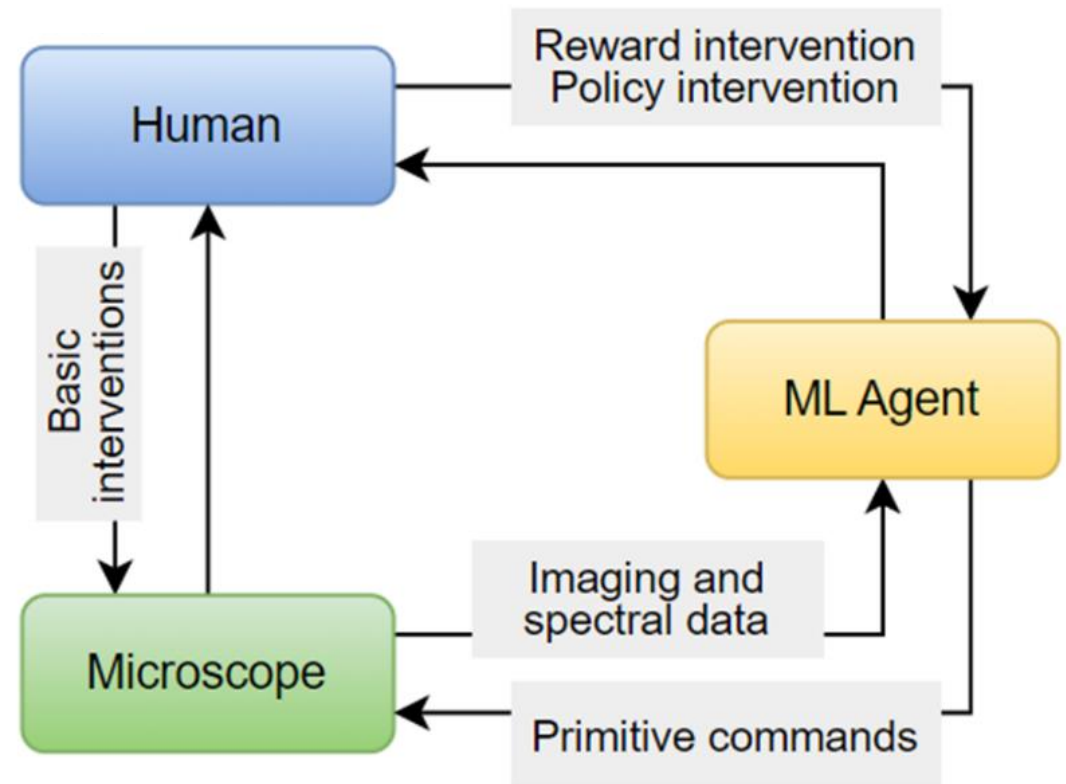 Reward intervention
Policy intervention
Human
Basic
interventions
ML Agent
Imaging and
spectral data
Microscope
Primitive commands